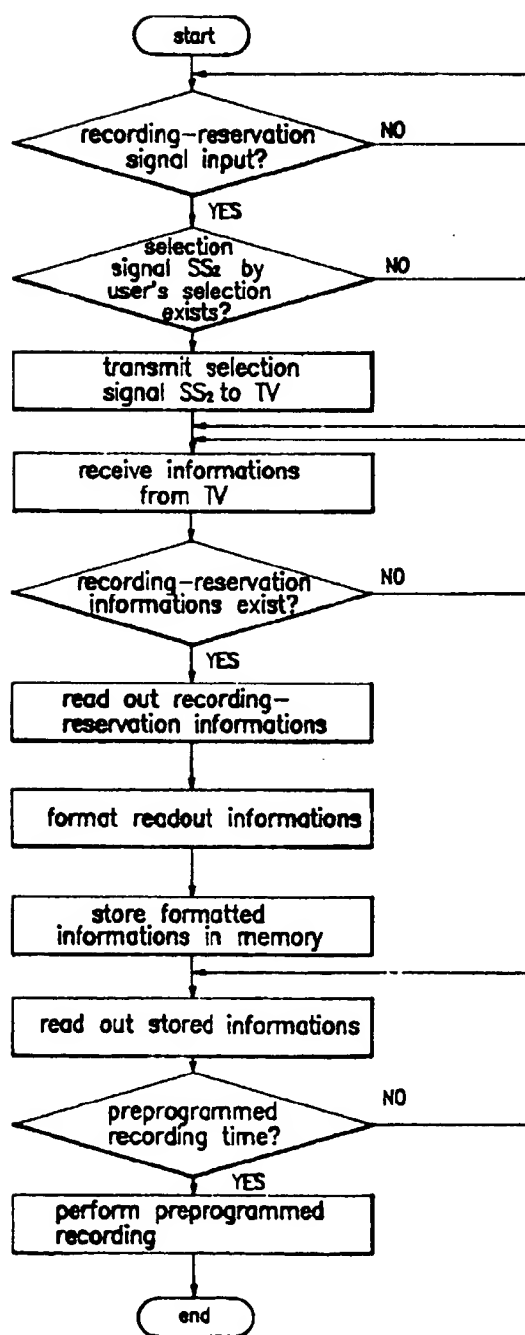 start
recording-reservation
signal input?
NO
YES
selection
signal SS₂ by
user's selection
exists?
NO
transmit selection
signal SS₂ to TV
receive informations
from TV
recording-reservation
informations exist?
NO
YES
read out recording-
reservation informations
format readout informations
store formatted
informations in memory
read out stored informations
preprogrammed
recording time?
NO
YES
perform preprogrammed
recording
end